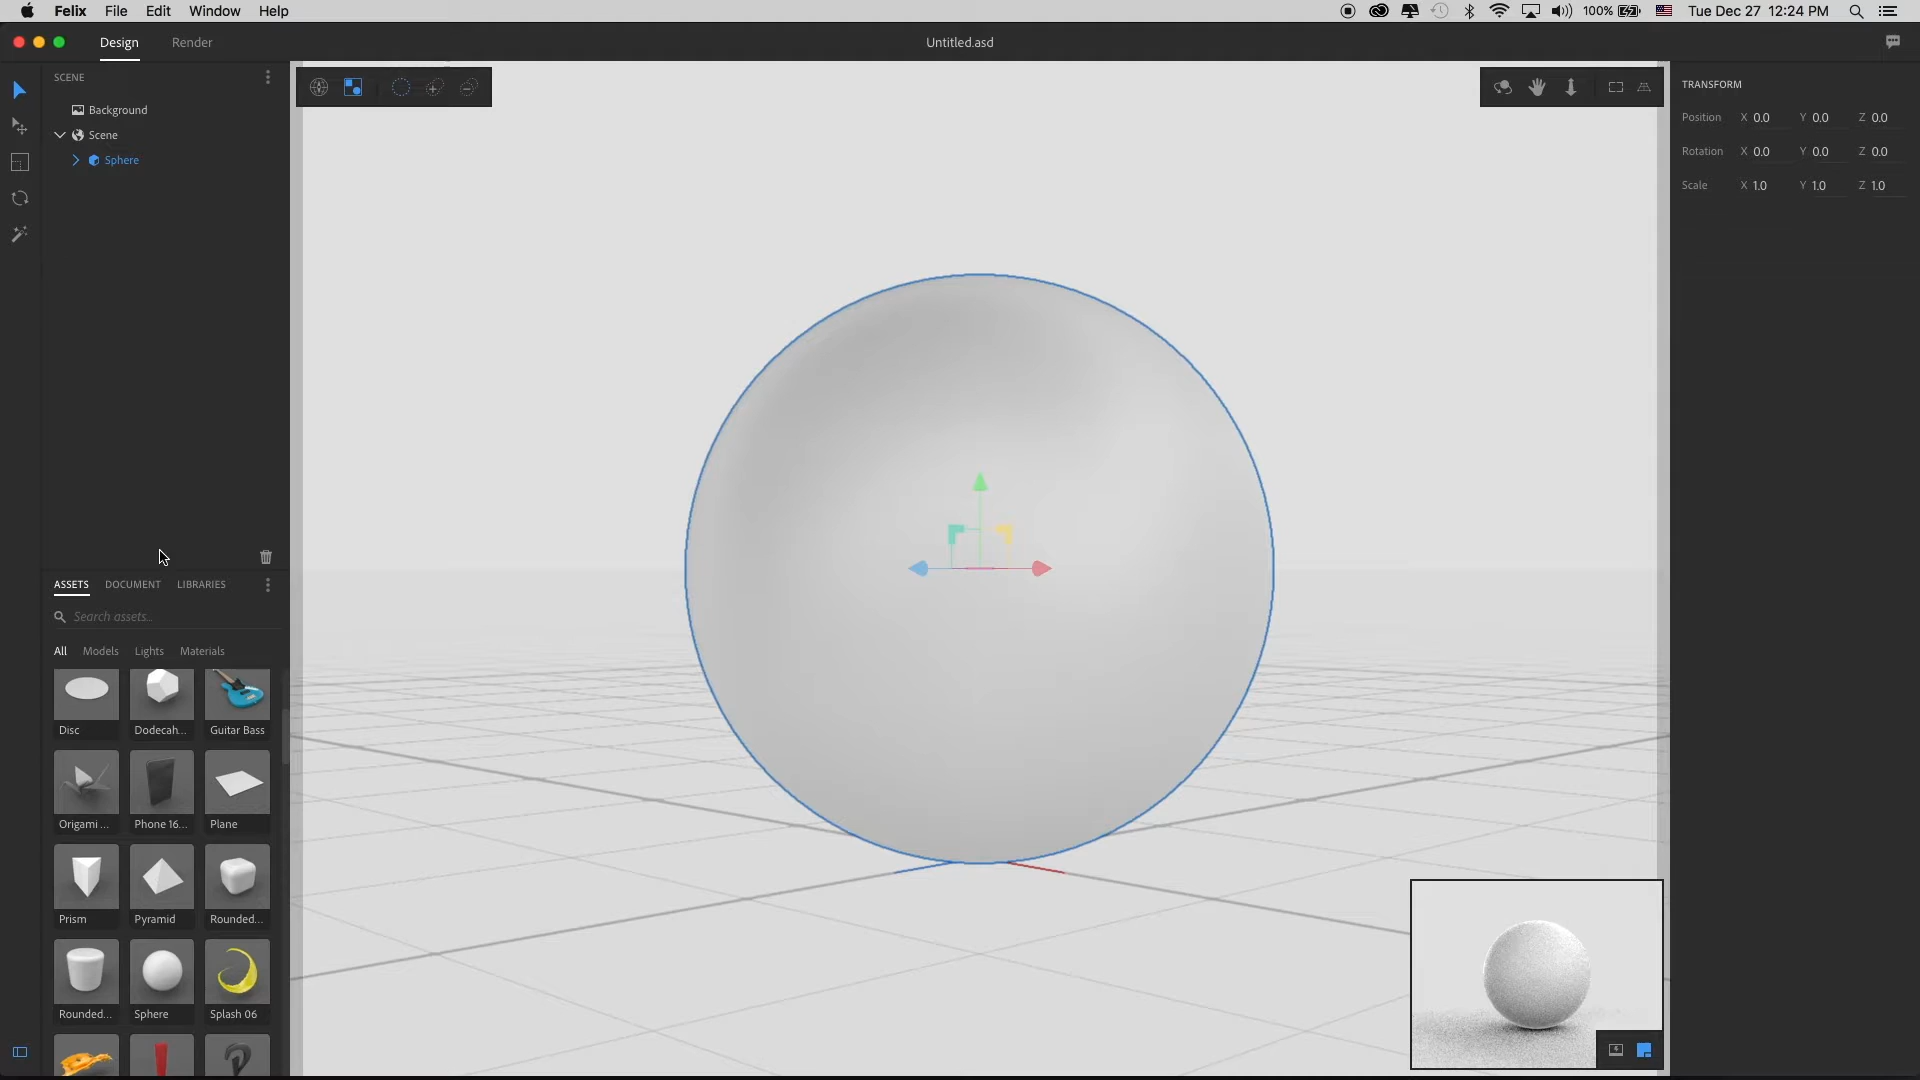 Felix File Edit Window Help 100% Tue Dec 27 12:24 PM
Design Render Untitled.asd
SCENE
Background
Scene
Sphere
TRANSFORM
Position X 0.0 Y 0.0 Z 0.0
Rotation X 0.0 Y 0.0 Z 0.0
Scale X 1.0 Y 1.0 Z 1.0
ASSETS DOCUMENT LIBRARIES
Search assets...
All Models Lights Materials
Disc Dodecah... Guitar Bass
Origami ... Phone 16... Plane
Prism Pyramid Rounded...
Rounded... Sphere Splash 06